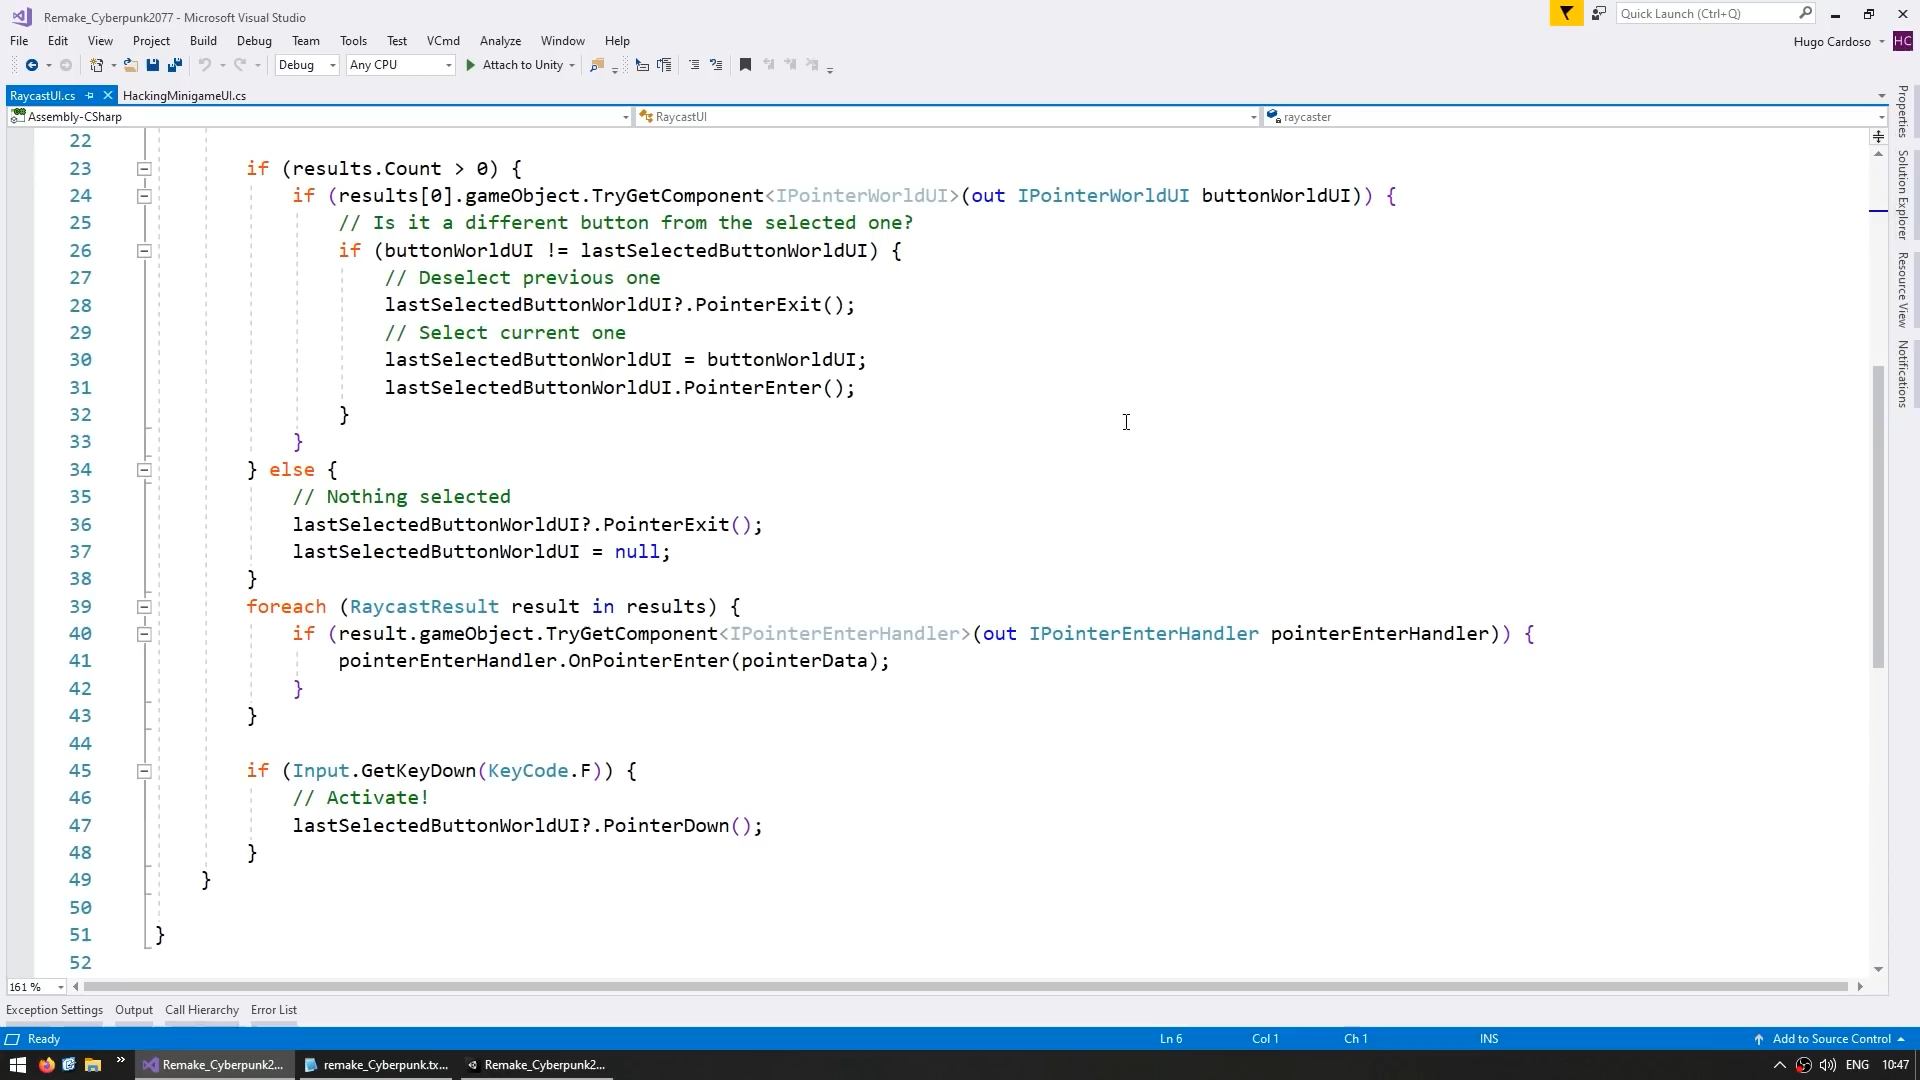 Remake_Cyberpunk2077 - Microsoft Visual Studio
Quick Launch (Ctrl+Q)
File Edit View Project Build Debug Team Tools Test VCmd Analyze Window Help
Hugo Cardoso HC
Debug Any CPU Attach to Unity
RaycastUI.cs HackingMinigameUI.cs
Assembly-CSharp RaycastUI raycaster
22
23 if (results.Count > 0) {
24 if (results[0].gameObject.TryGetComponent<IPointerWorldUI>(out IPointerWorldUI buttonWorldUI)) {
25 // Is it a different button from the selected one?
26 if (buttonWorldUI != lastSelectedButtonWorldUI) {
27 // Deselect previous one
28 lastSelectedButtonWorldUI?.PointerExit();
29 // Select current one
30 lastSelectedButtonWorldUI = buttonWorldUI;
31 lastSelectedButtonWorldUI.PointerEnter();
32 }
33 }
34 } else {
35 // Nothing selected
36 lastSelectedButtonWorldUI?.PointerExit();
37 lastSelectedButtonWorldUI = null;
38 }
39 foreach (RaycastResult result in results) {
40 if (result.gameObject.TryGetComponent<IPointerEnterHandler>(out IPointerEnterHandler pointerEnterHandler)) {
41 pointerEnterHandler.OnPointerEnter(pointerData);
42 }
43 }
44
45 if (Input.GetKeyDown(KeyCode.F)) {
46 // Activate!
47 lastSelectedButtonWorldUI?.PointerDown();
48 }
49 }
50
51 }
52
Properties
Solution Explorer
Resource View
Notifications
161 %
Exception Settings Output Call Hierarchy Error List
Ready Ln 6 Col 1 Ch 1 INS Add to Source Control
Remake_Cyberpunk2... remake_Cyberpunk.tx... Remake_Cyberpunk2... ENG 10:47